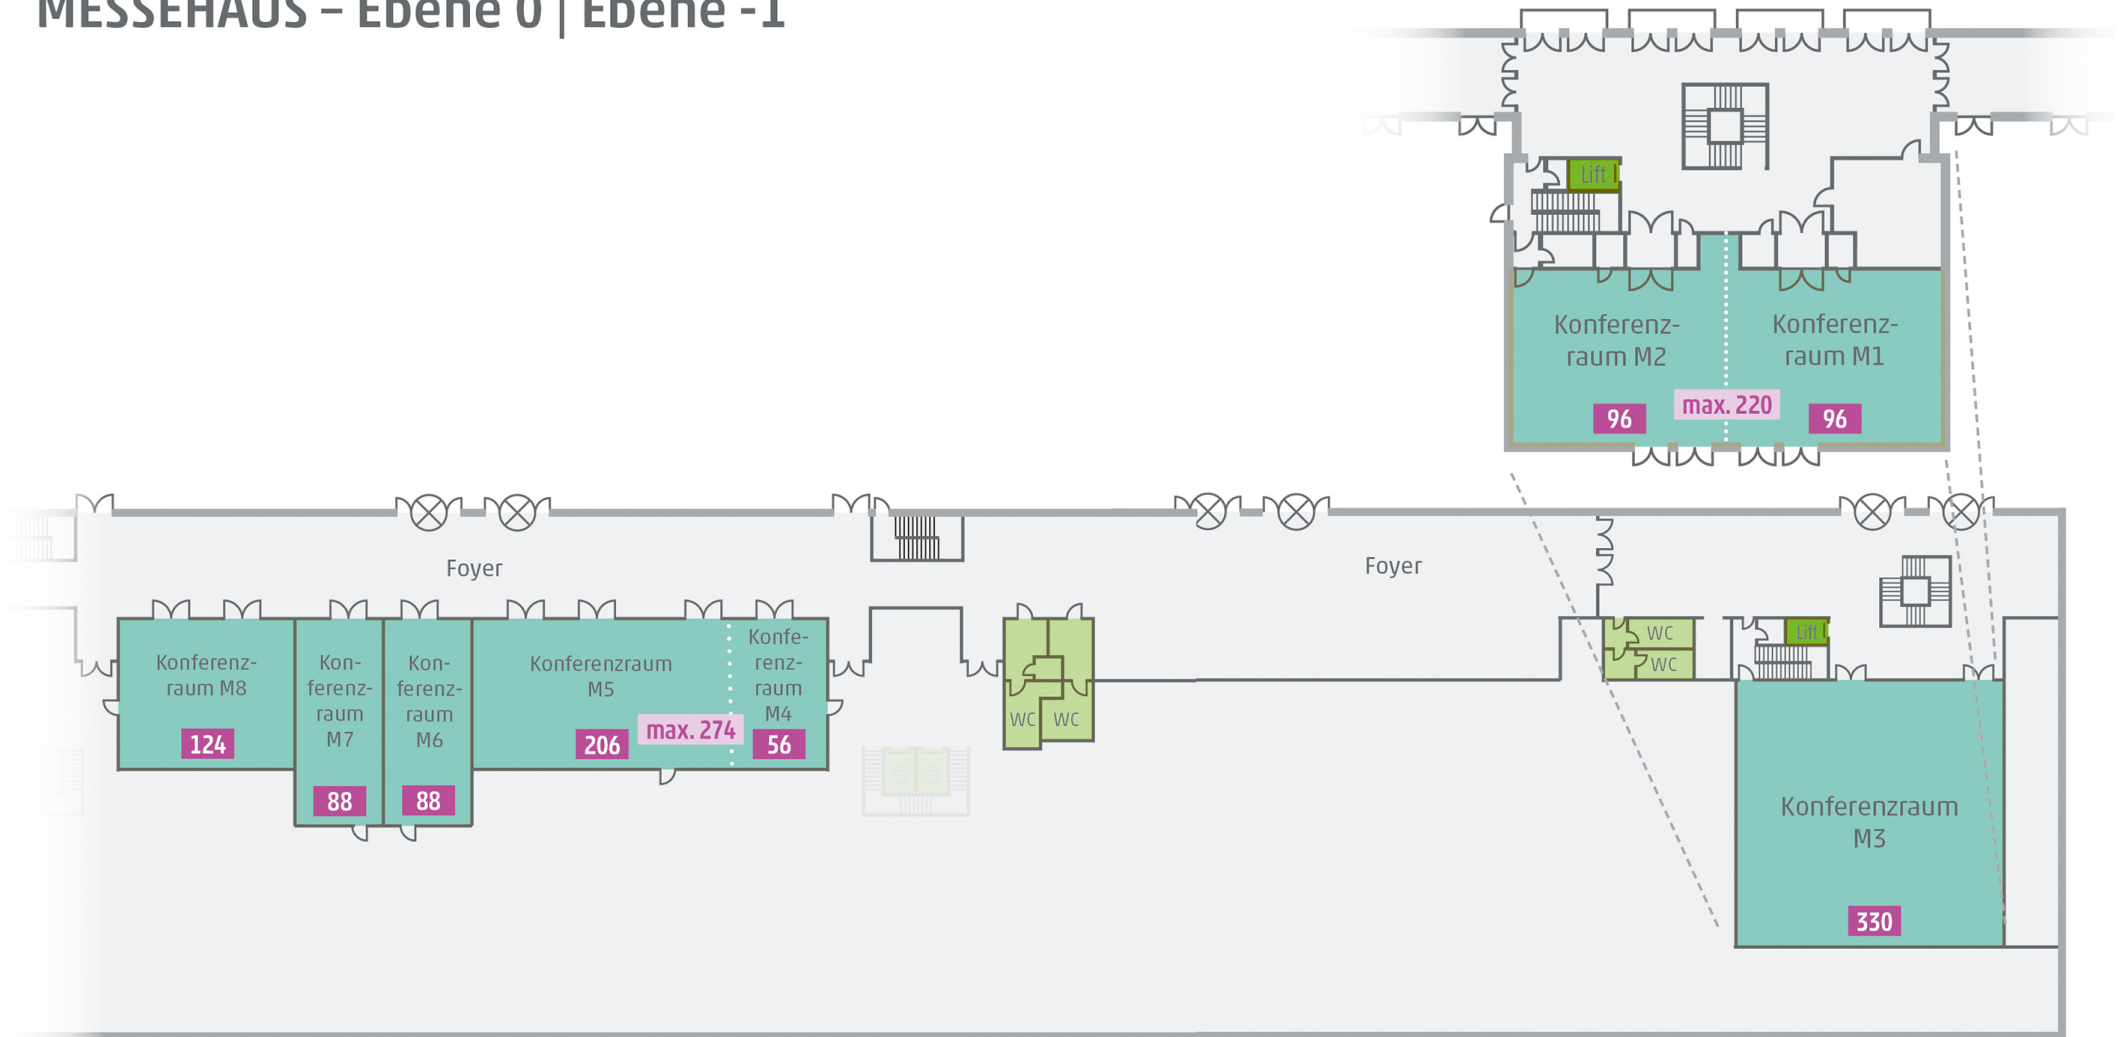 MESSEHAUS – Ebene 0 | Ebene -1
Lift
Konferenz-
raum M2
96
max. 220
Konferenz-
raum M1
96
Foyer
Foyer
Konferenz-
raum M8
124
Kon-
ferenz-
raum
M7
88
Kon-
ferenz-
raum
M6
88
Konferenzraum
M5
206
max. 274
Konfe-
renz-
raum
M4
56
WC
WC
WC
WC
Lift
Konferenzraum
M3
330